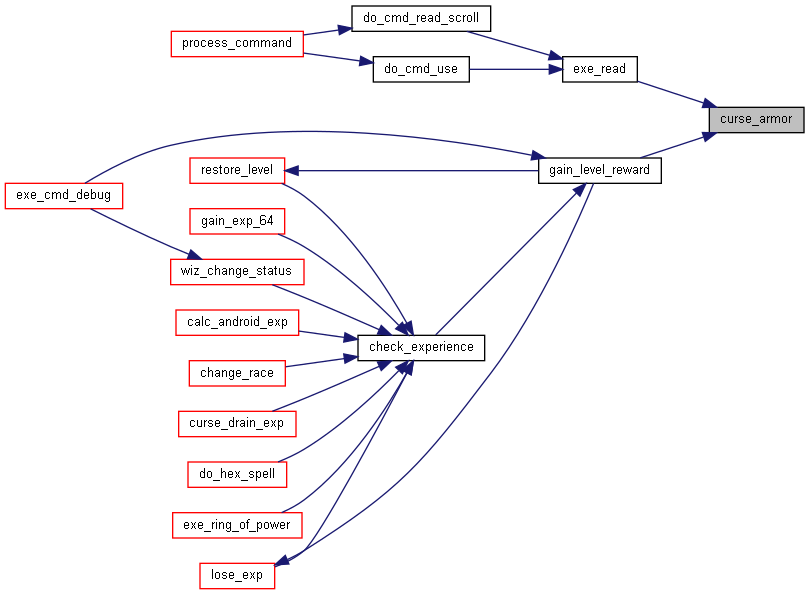 do_cmd_read_scroll
process_command
do_cmd_use
exe_read
curse_armor
restore_level
gain_level_reward
exe_cmd_debug
gain_exp_64
wiz_change_status
calc_android_exp
check_experience
change_race
curse_drain_exp
do_hex_spell
exe_ring_of_power
lose_exp